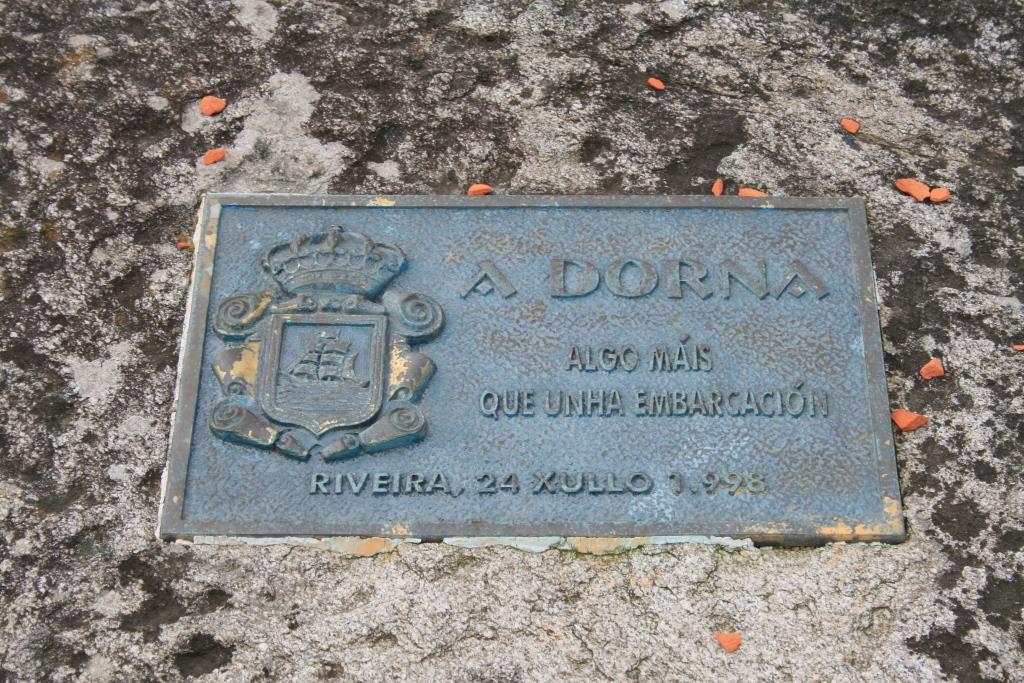 A DORNA
ALGO MÁIS
QUE UNHA EMBARCACIÓN
RIVEIRA, 24 XULLO 1.998